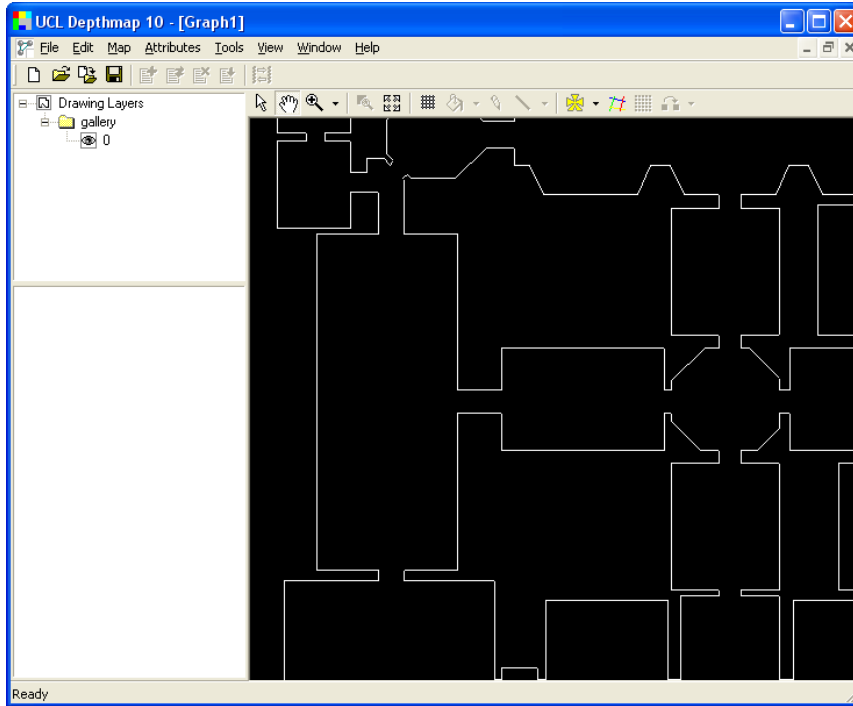 UCL Depthmap 10 - [Graph1]
File Edit Map Attributes Tools View Window Help
Drawing Layers
gallery
0
Ready